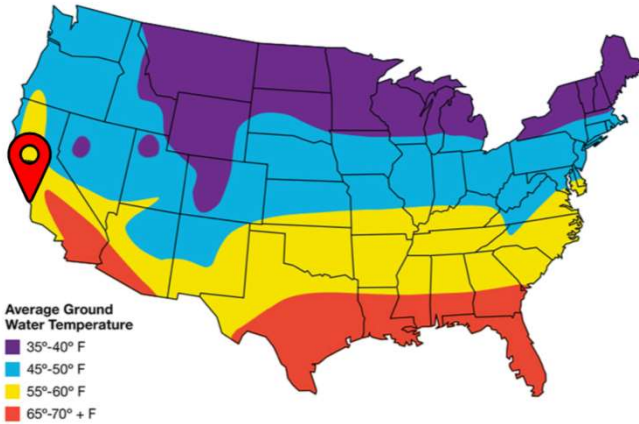 Average Ground
Water Temperature
35º-40º F
45º-50º F
55º-60º F
65º-70º + F